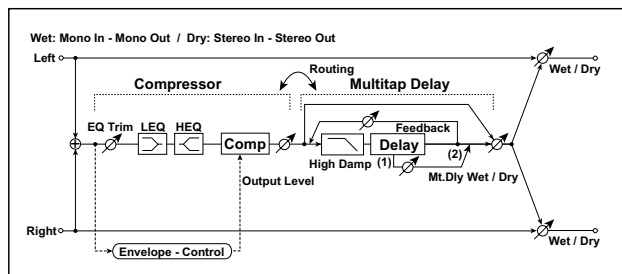 Wet: Mono In - Mono Out / Dry: Stereo In - Stereo Out
Left
Wet / Dry
Routing
Compressor
Multitap Delay
EQ Trim
LEQ
HEQ
Comp
Feedback
High Damp
Delay
(1)
(2)
Mt.Dly Wet / Dry
Output Level
Right
Wet / Dry
Envelope - Control